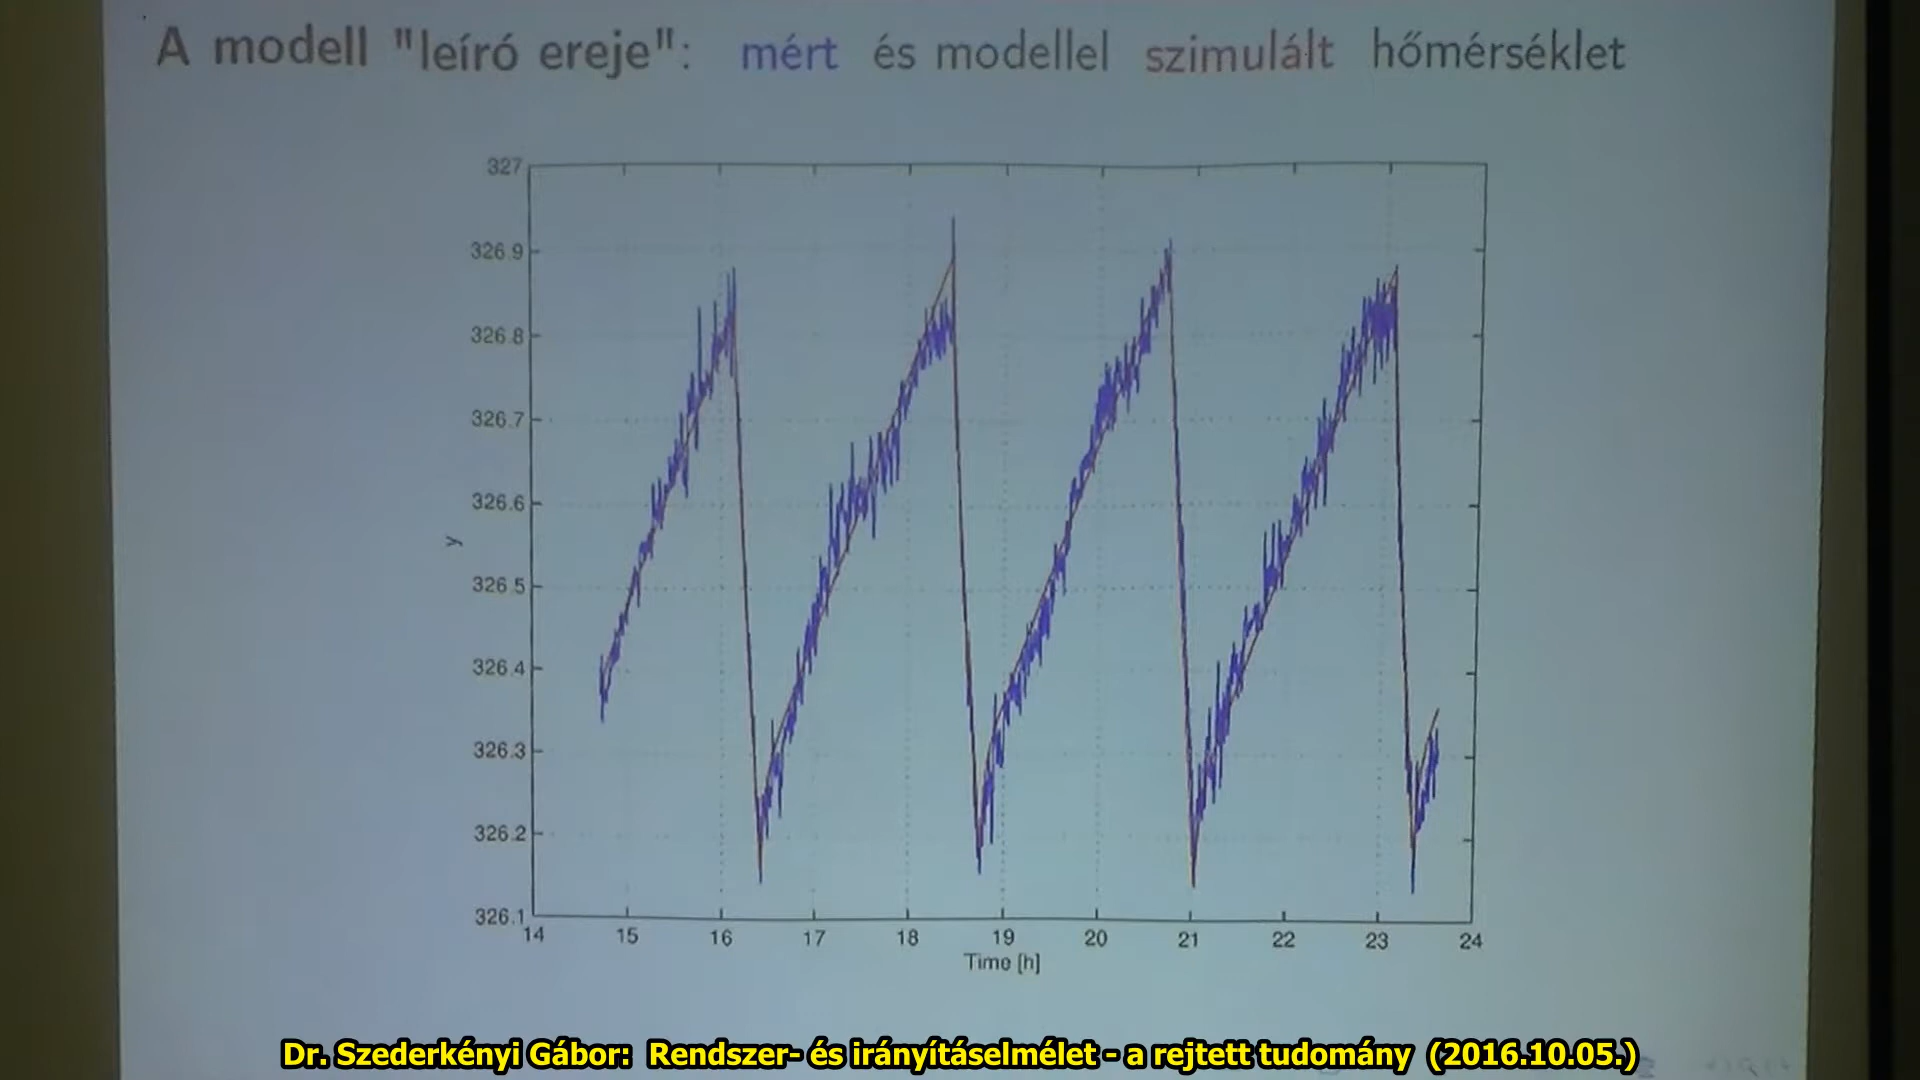 A modell "leíró ereje": mért és modellel szimulált hőmérséklet
327
326.9
326.8
326.7
326.6
326.5
326.4
326.3
326.2
326.1
y
14 15 16 17 18 19 20 21 22 23 24
Time [h]
Dr. Szederkényi Gábor: Rendszer- és irányításelmélet - a rejtett tudomány (2016.10.05.)